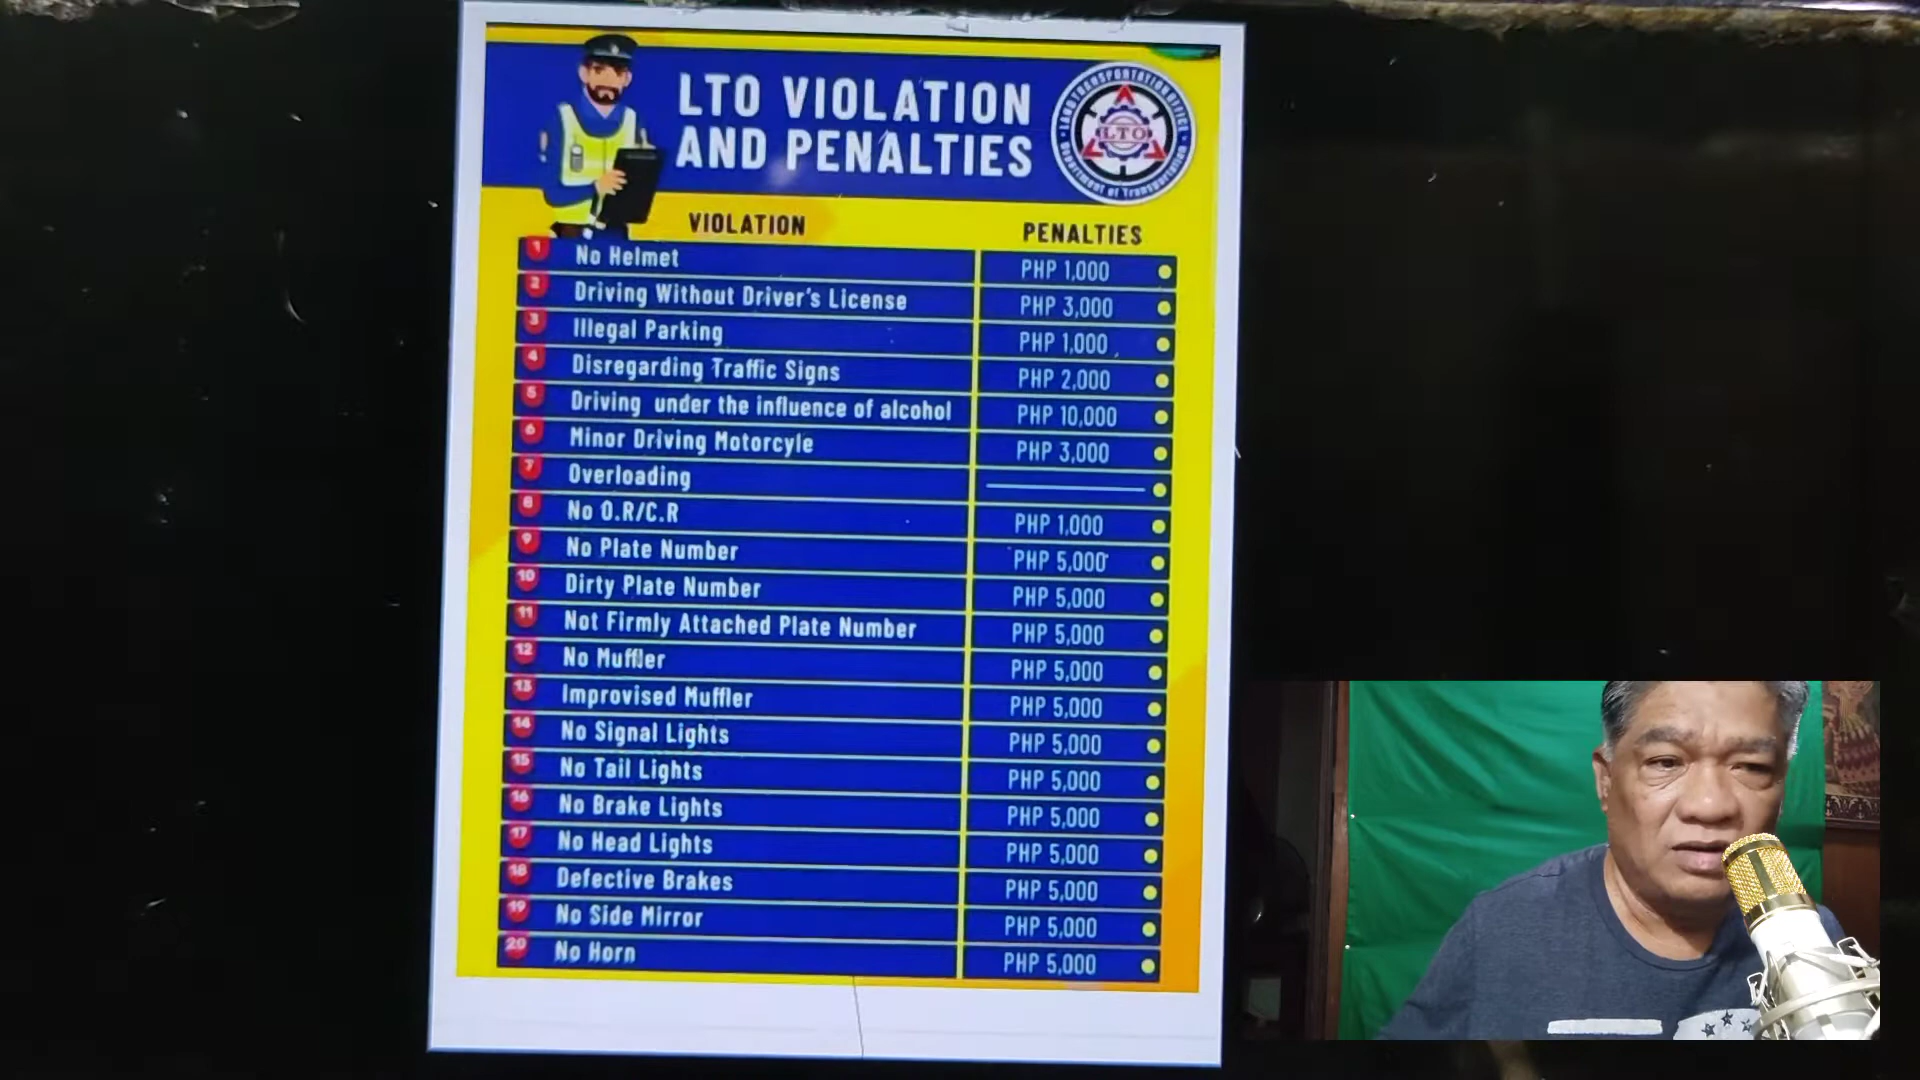 LTO VIOLATION
AND PENALTIES
LAND TRANSPORTATION OFFICE
LTO
Department of Transportation
VIOLATION PENALTIES
1 No Helmet PHP 1,000
2 Driving Without Driver's License PHP 3,000
3 Illegal Parking PHP 1,000
4 Disregarding Traffic Signs PHP 2,000
5 Driving under the influence of alcohol PHP 10,000
6 Minor Driving Motorcyle PHP 3,000
7 Overloading
8 No O.R/C.R PHP 1,000
9 No Plate Number PHP 5,000
10 Dirty Plate Number PHP 5,000
11 Not Firmly Attached Plate Number PHP 5,000
12 No Muffler PHP 5,000
13 Improvised Muffler PHP 5,000
14 No Signal Lights PHP 5,000
15 No Tail Lights PHP 5,000
16 No Brake Lights PHP 5,000
17 No Head Lights PHP 5,000
18 Defective Brakes PHP 5,000
19 No Side Mirror PHP 5,000
20 No Horn PHP 5,000